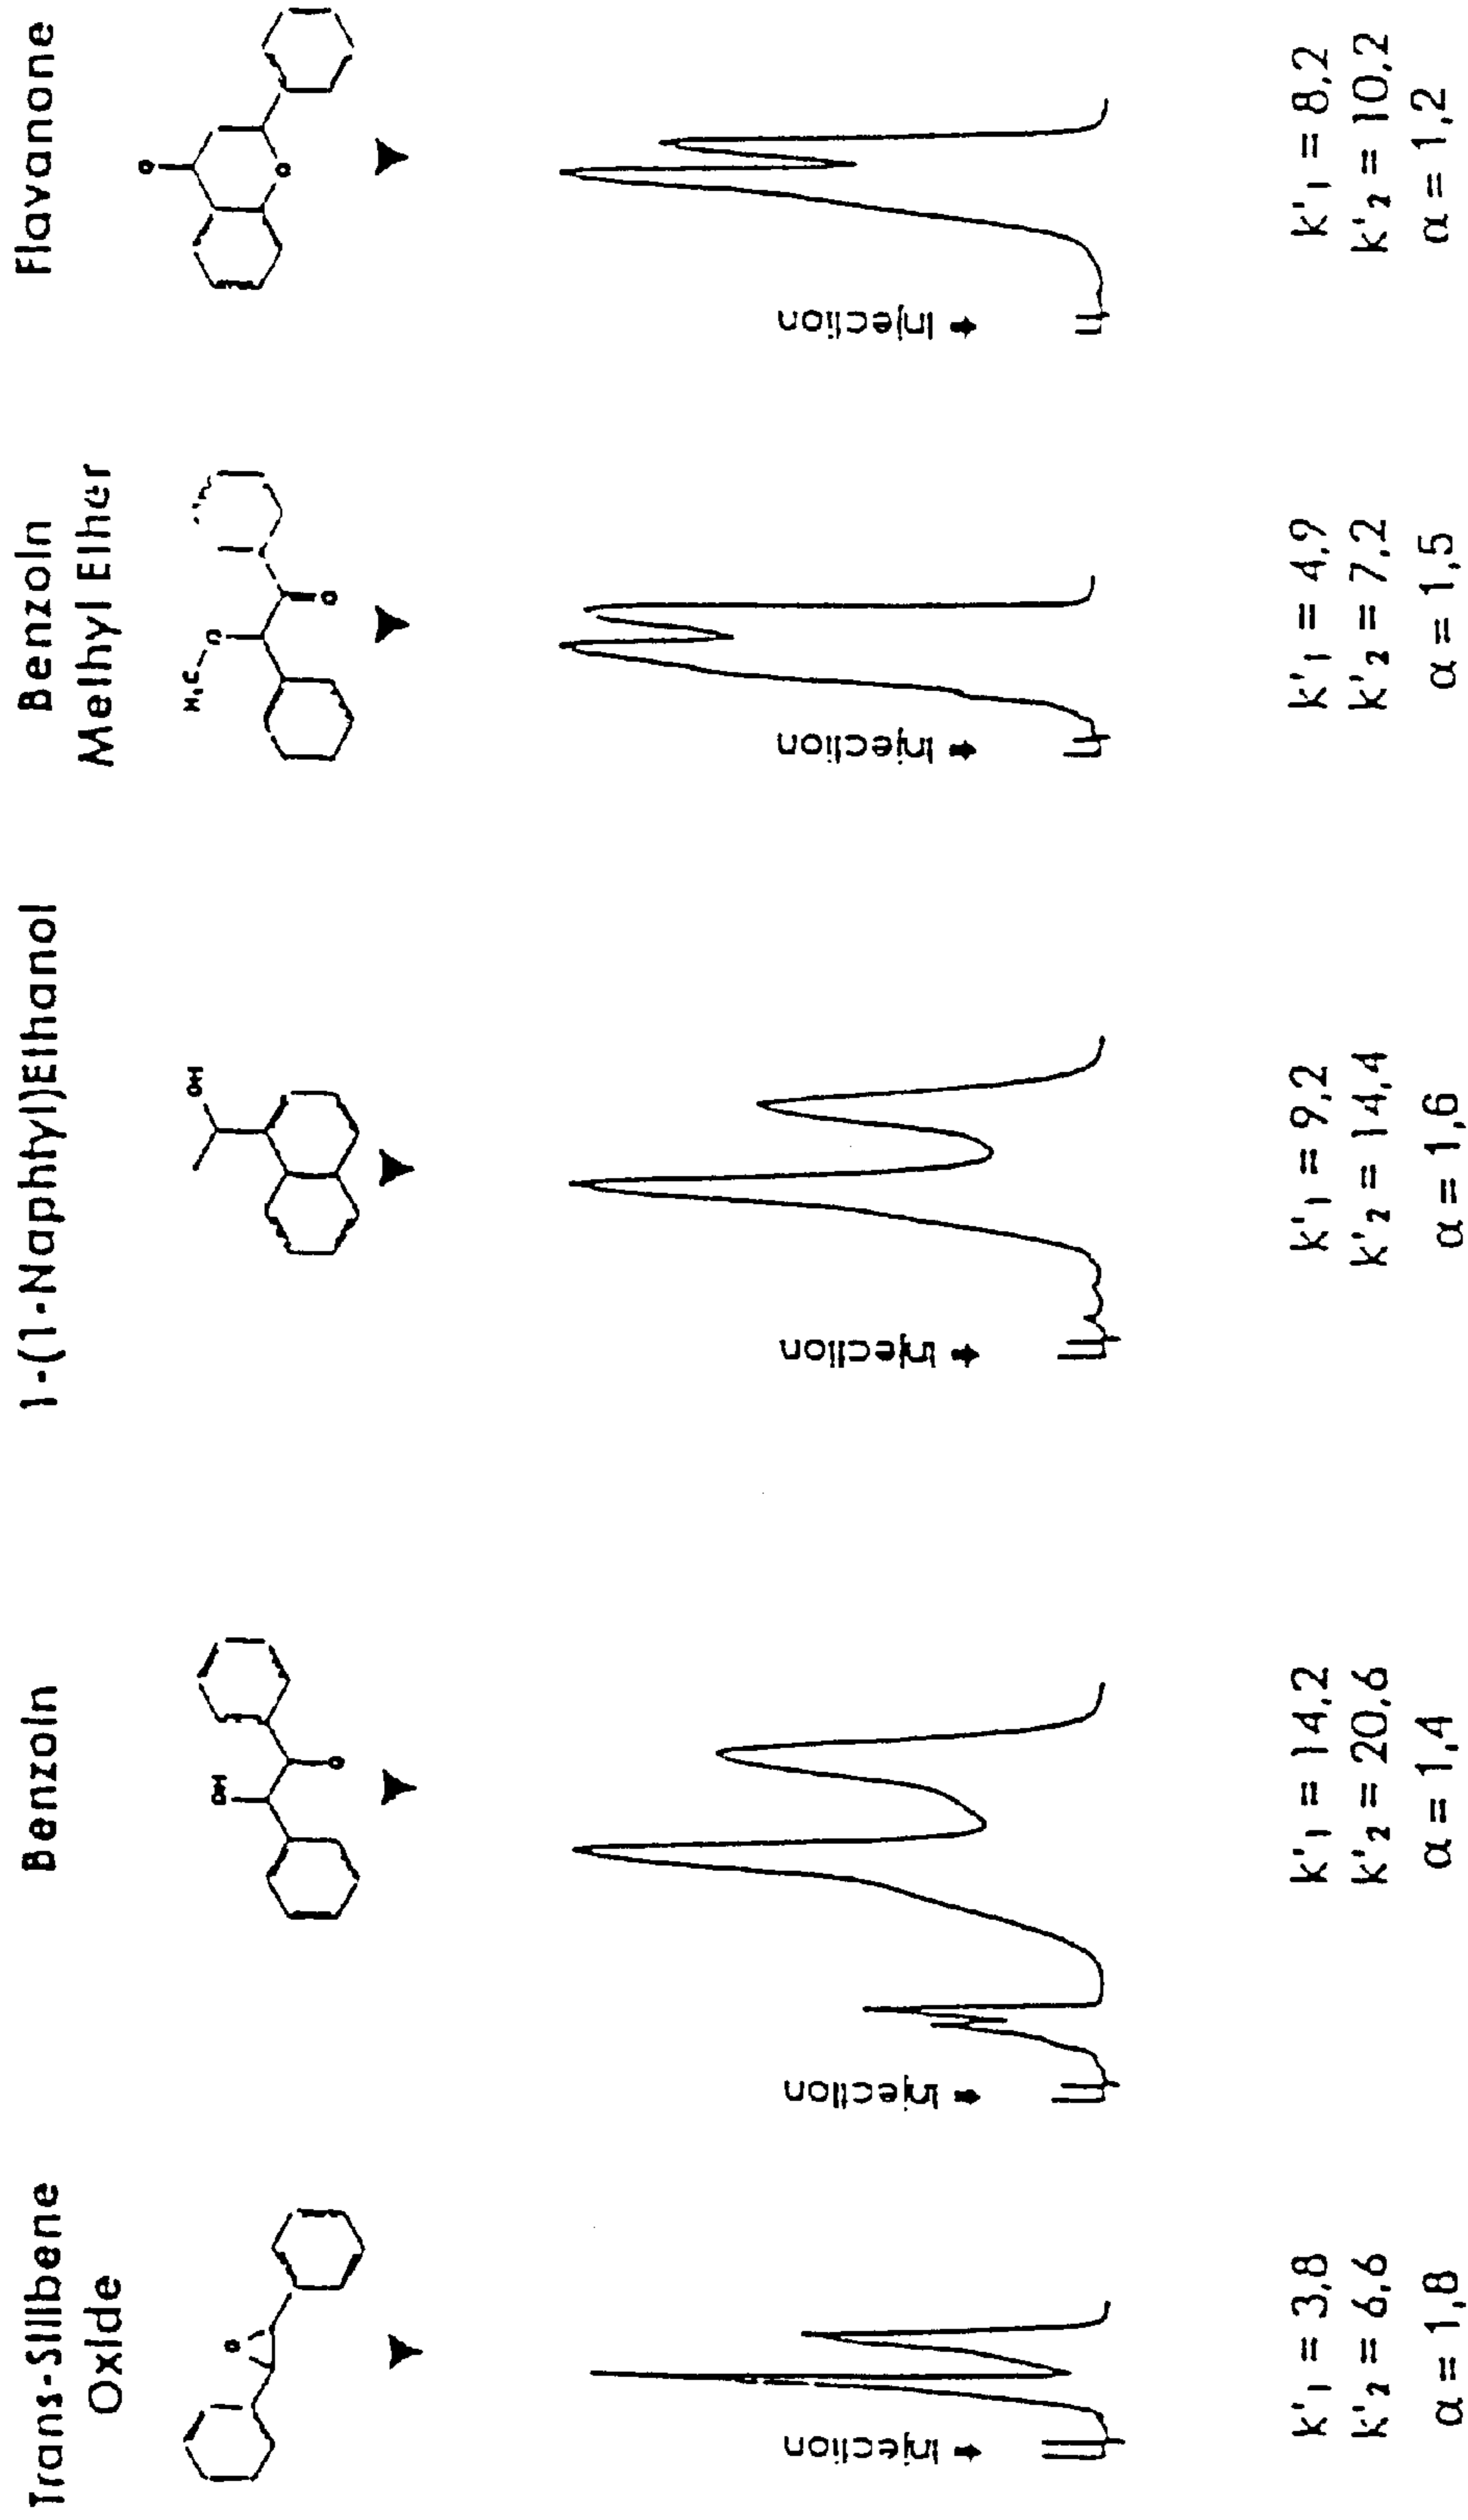 Trans-Stilbene
Oxide
O
Injection
k'1 = 3,8
k'2 = 6,6
α = 1,8
Benzoin
OH
O
Injection
k'1 = 14,2
k'2 = 20,6
α = 1,4
1-(1-Naphthyl)Ethanol
OH
Injection
k'1 = 9,2
k'2 = 14,4
α = 1,6
Benzoin
Methyl Ether
H3C
O
O
Injection
k'1 = 4,9
k'2 = 7,2
α = 1,5
Flavanone
O
O
Injection
k'1 = 8,2
k'2 = 10,2
α = 1,2